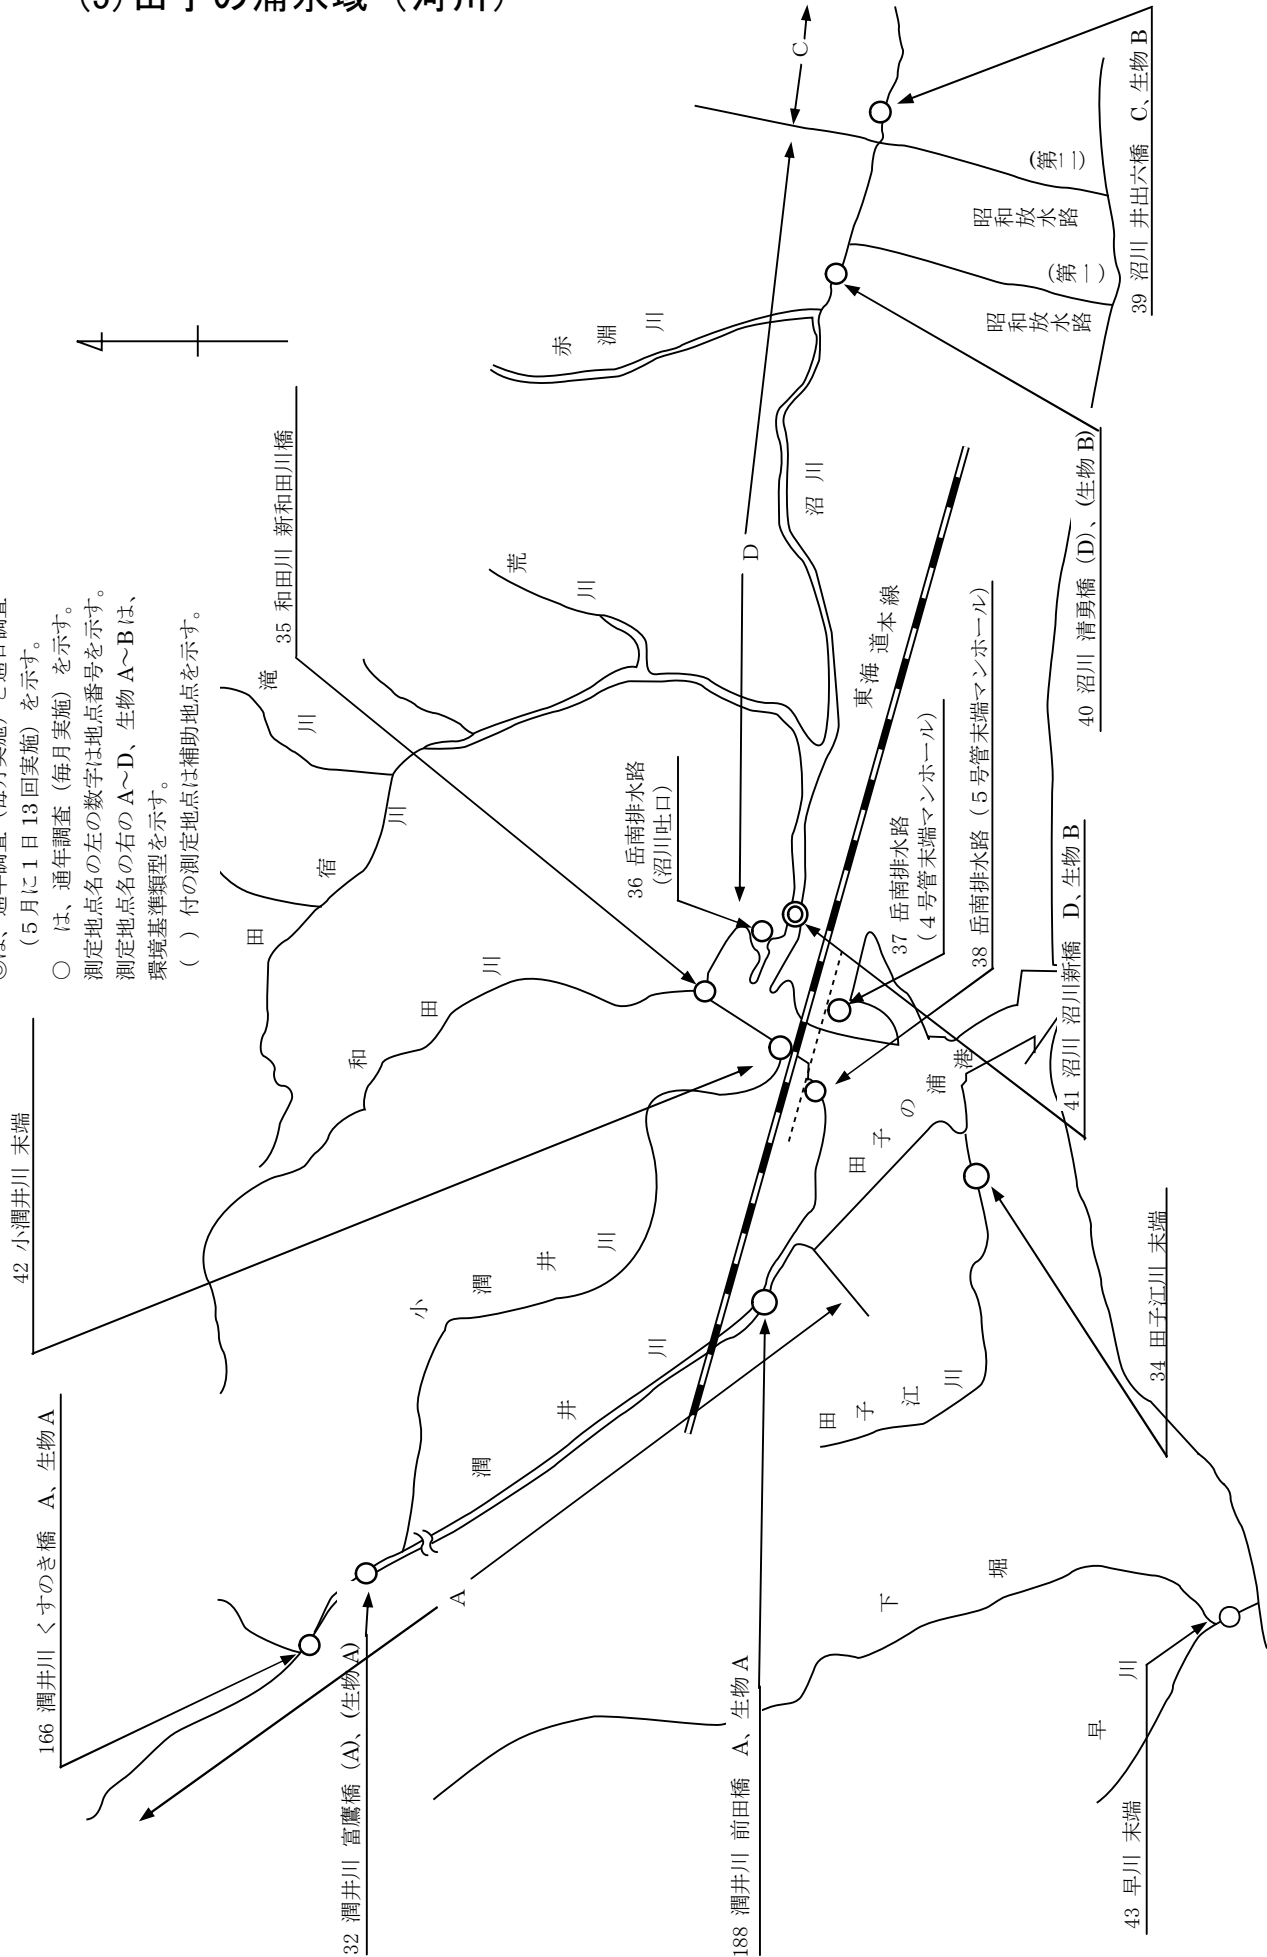 (3)田子の浦水域（河川）
◎は、通年調査（毎月実施）と通日調査
（5月に1日13回実施）を示す。
○ は、通年調査（毎月実施）を示す。
測定地点名の左の数字は地点番号を示す。
測定地点名の右のA～D、生物A～Bは、
環境基準類型を示す。
（ ）付の測定地点は補助地点を示す。
166 潤井川 くすのき橋 A、生物A
42 小潤井川 末端
35 和田川 新和田川橋
32 潤井川 富鷹橋 (A)、(生物A)
188 潤井川 前田橋 A、生物A
43 早川 末端
34 田子江川 末端
36 岳南排水路
(沼川吐口)
37 岳南排水路
(４号管末端マンホール)
38 岳南排水路 (５号管末端マンホール)
41 沼川 沼川新橋 D、生物B
40 沼川 清勇橋 (D)、(生物B)
39 沼川 井出六橋 C、生物B
滝川
田宿川
和田川
荒川
赤淵川
沼川
小潤井川
潤井川
田子江川
下堀
早川
田子の浦港
東海道本線
昭和放水路
(第一)
昭和放水路
(第二)
A
D
C